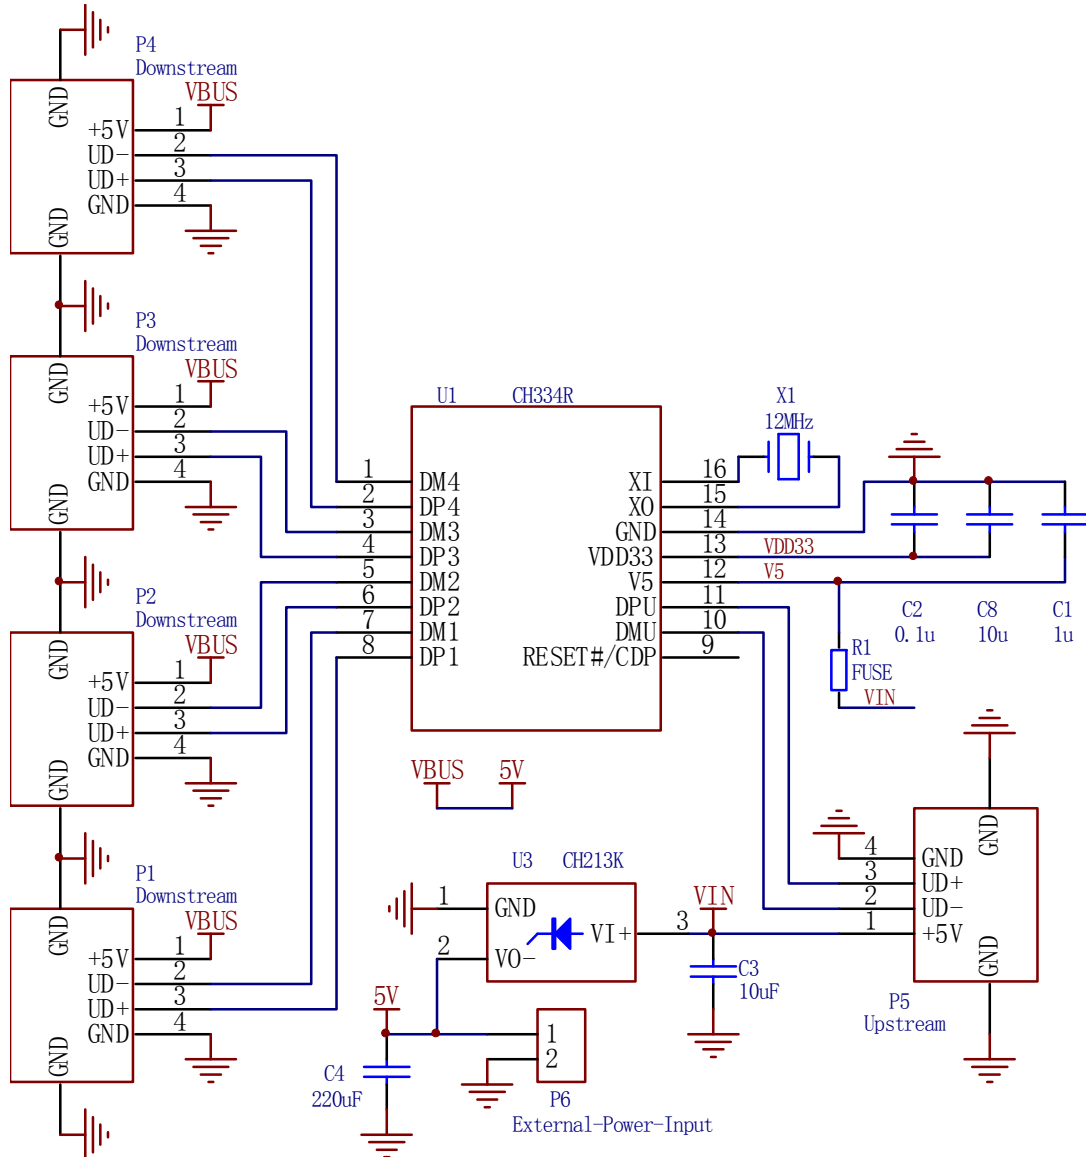 P4
Downstream
VBUS
GND
+5V 1
UD- 2
UD+ 3
GND 4
GND
P3
Downstream
VBUS
GND
+5V 1
UD- 2
UD+ 3
GND 4
GND
P2
Downstream
VBUS
GND
+5V 1
UD- 2
UD+ 3
GND 4
GND
P1
Downstream
VBUS
GND
+5V 1
UD- 2
UD+ 3
GND 4
GND
U1 CH334R
1 DM4
2 DP4
3 DM3
4 DP3
5 DM2
6 DP2
7 DM1
8 DP1
XI 16
XO 15
GND 14
VDD33 13
V5 12
DPU 11
DMU 10
RESET#/CDP 9
X1
12MHz
VDD33
V5
C2
0.1u
C8
10u
C1
1u
R1
FUSE
VIN
VBUS 5V
U3 CH213K
1 GND
2 VO-
VI+ 3
VIN
C3
10uF
4 GND
3 UD+
2 UD-
1 +5V
GND
GND
P5
Upstream
5V
C4
220uF
1
2
P6
External-Power-Input